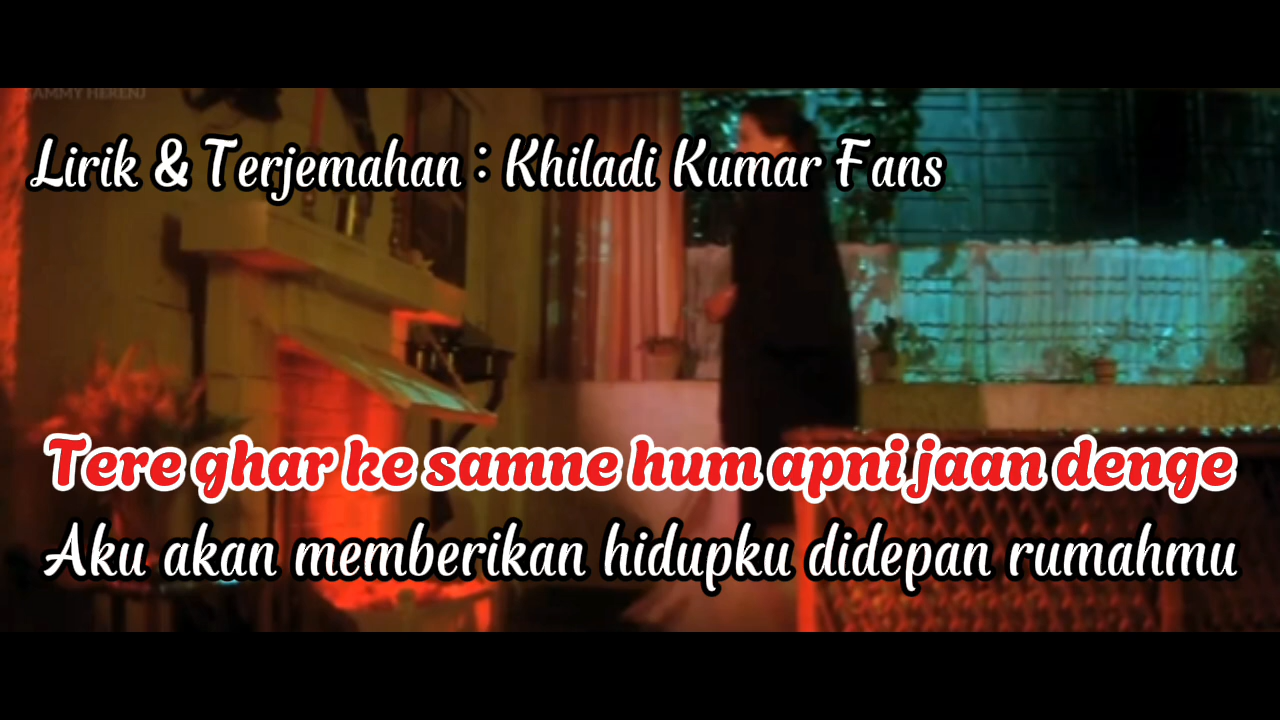 Lirik & Terjemahan : Khiladi Kumar Fans
Tere ghar ke samne hum apni jaan denge
Aku akan memberikan hidupku didepan rumahmu